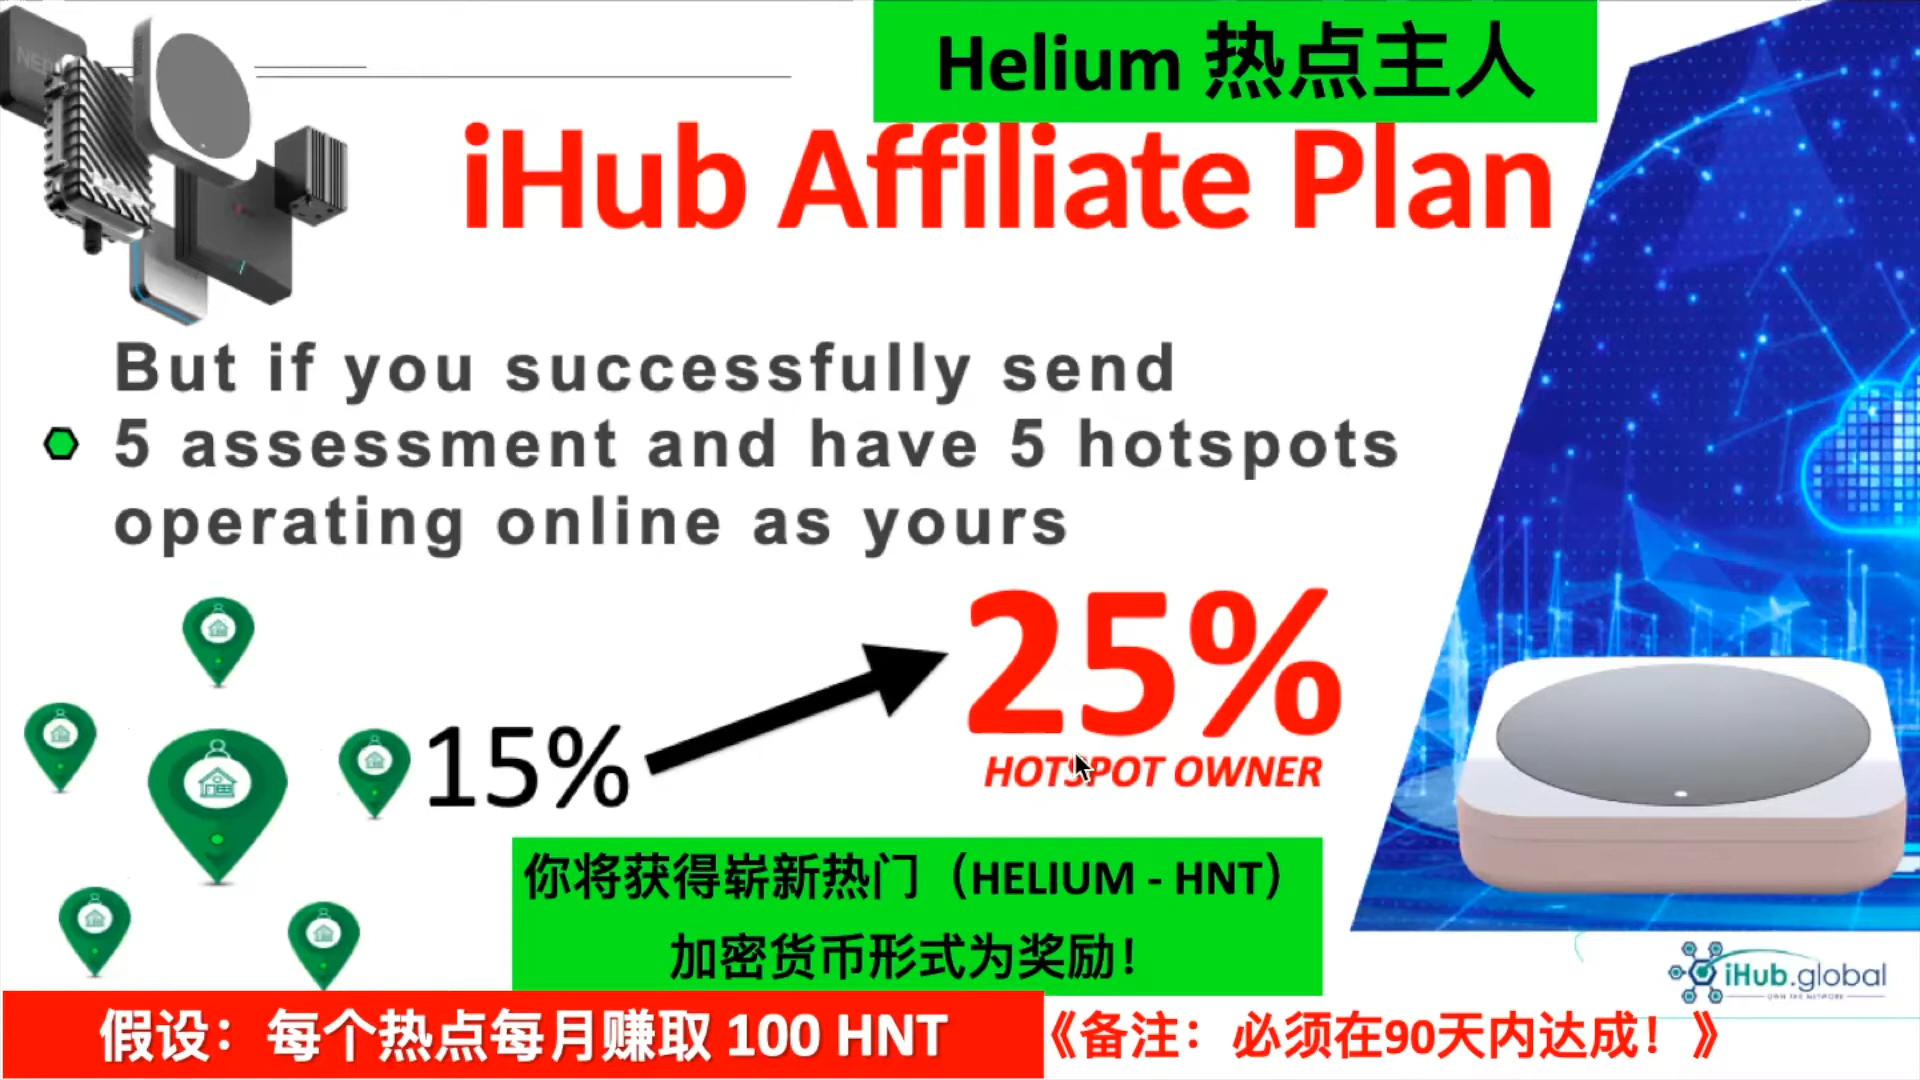 Helium 热点主人
iHub Affiliate Plan
But if you successfully send
5 assessment and have 5 hotspots
operating online as yours
25%
15%
HOTSPOT OWNER
你将获得崭新热门（HELIUM - HNT）
加密货币形式为奖励！
iHub.global
OWN THE NETWORK
假设：每个热点每月赚取 100 HNT
《备注：必须在90天内达成！》